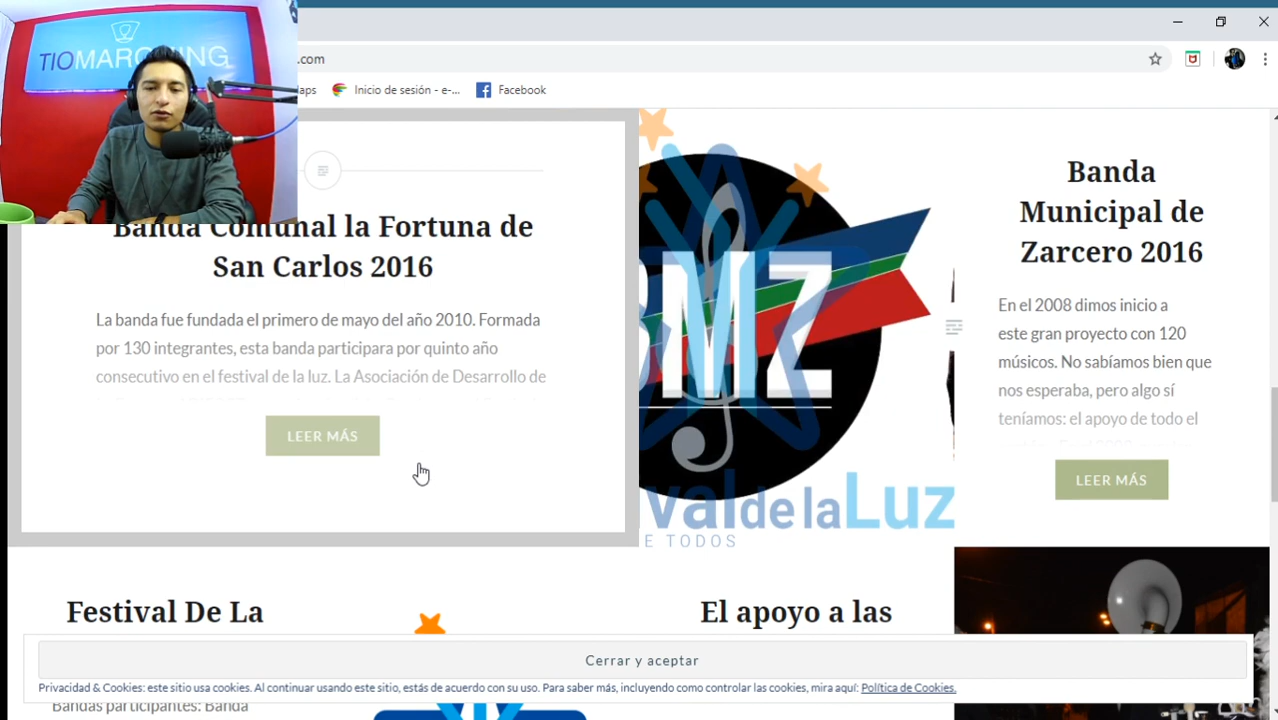 TIOMARCHING
.com
aps
Inicio de sesión - e-...
Facebook
Banda Comunal la Fortuna de
San Carlos 2016
La banda fue fundada el primero de mayo del año 2010. Formada
por 130 integrantes, esta banda participara por quinto año
consecutivo en el festival de la luz. La Asociación de Desarrollo de
LEER MÁS
BMZ
valdelaLuz
E TODOS
Banda
Municipal de
Zarcero 2016
En el 2008 dimos inicio a
este gran proyecto con 120
músicos. No sabíamos bien que
nos esperaba, pero algo sí
teníamos: el apoyo de todo el
LEER MÁS
Festival De La
El apoyo a las
Cerrar y aceptar
Privacidad & Cookies: este sitio usa cookies. Al continuar usando este sitio, estás de acuerdo con su uso. Para saber más, incluyendo como controlar las cookies, mira aquí: Política de Cookies.
Bandas participantes: Banda